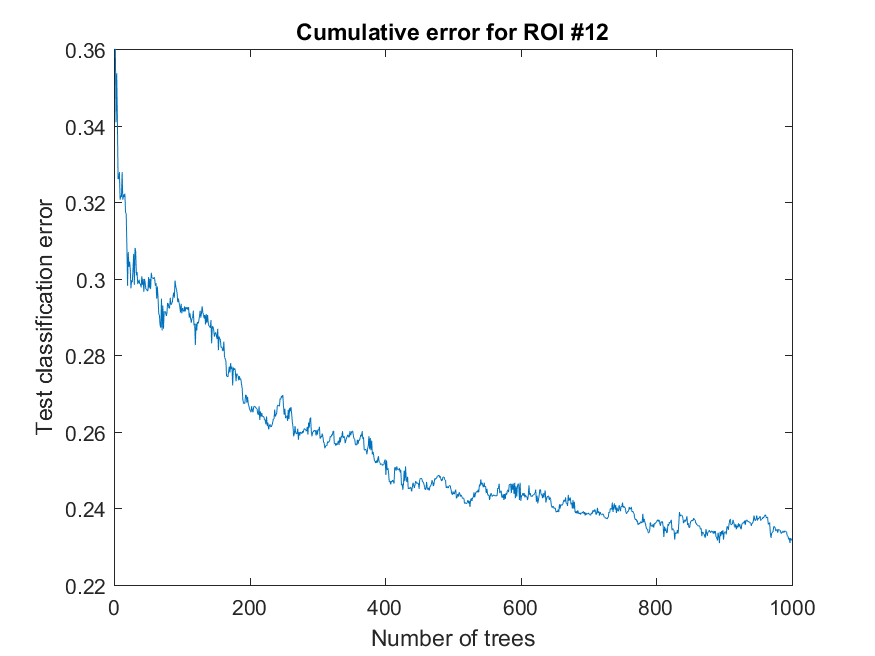 Cumulative error for ROI #12
0.36
0.34
0.32
0.3
0.28
0.26
0.24
0.22
Test classification error
0 200 400 600 800 1000
Number of trees